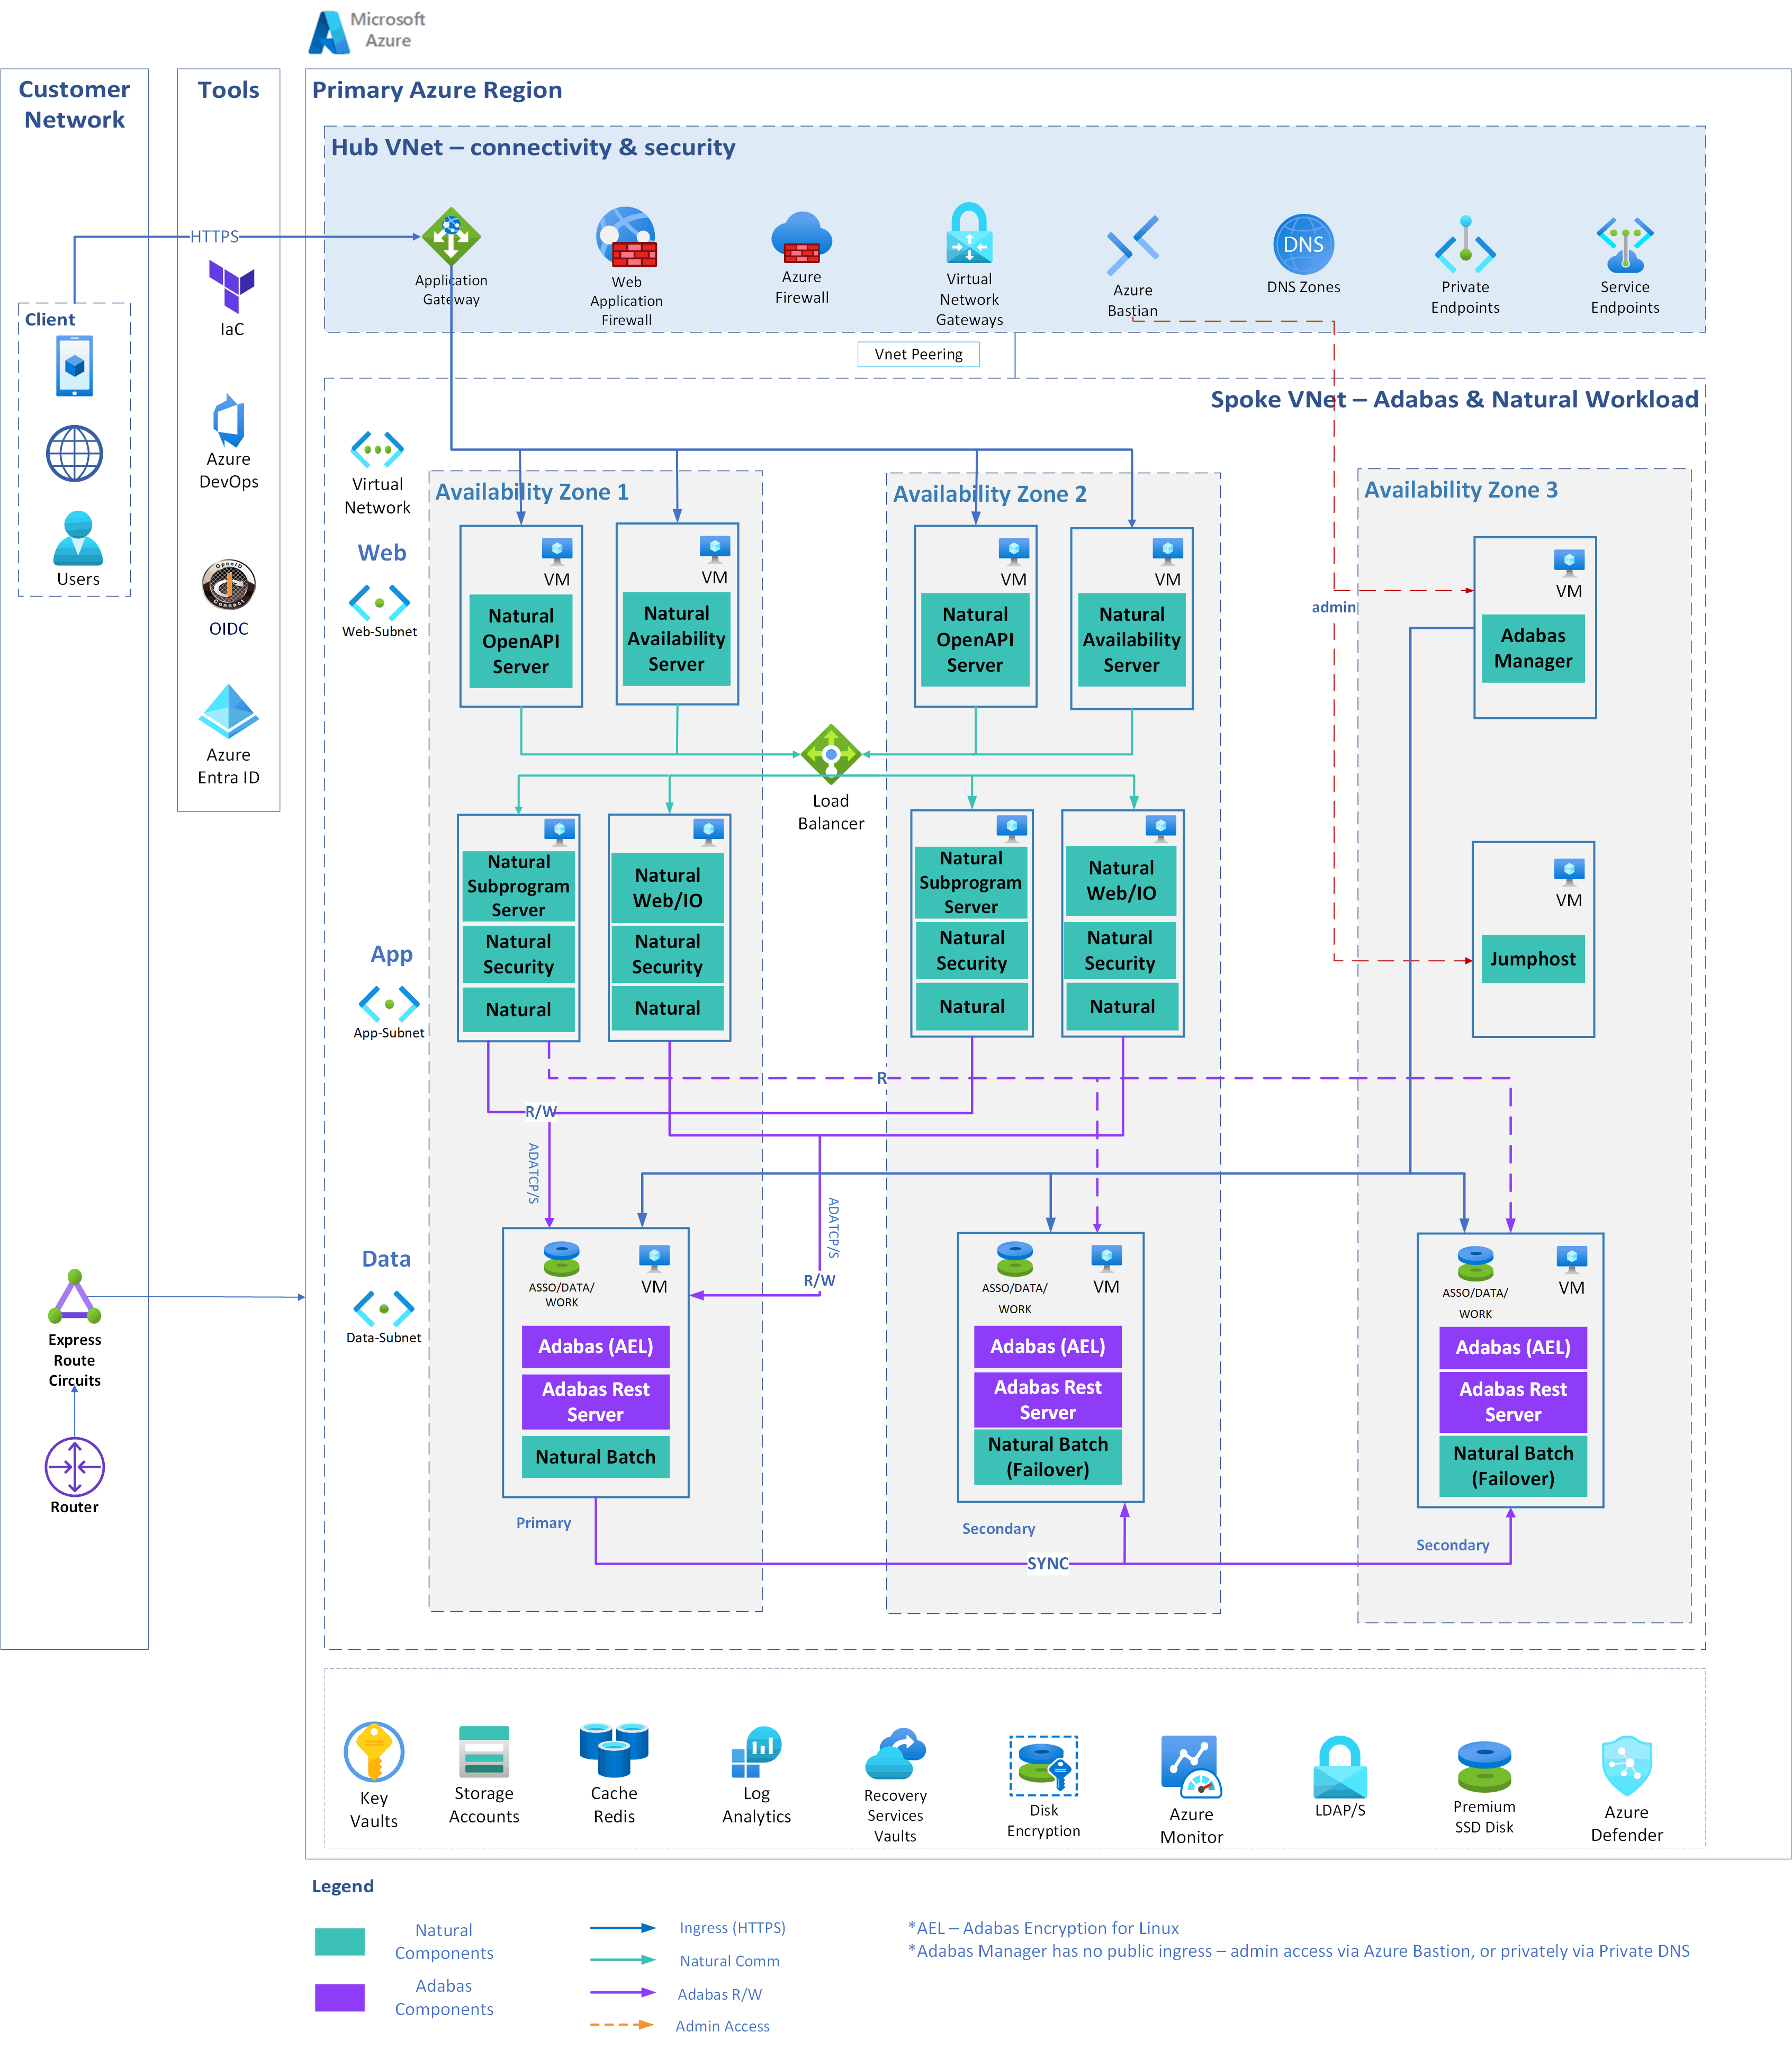 Microsoft
Azure
Customer
Network
Tools
Primary Azure Region
Hub VNet – connectivity & security
HTTPS
Application
Gateway
Web
Application
Firewall
Azure
Firewall
Virtual
Network
Gateways
Azure
Bastian
DNS
DNS Zones
Private
Endpoints
Service
Endpoints
Client
Users
IaC
Azure
DevOps
OpenID
Connect
OIDC
Azure
Entra ID
Vnet Peering
Spoke VNet – Adabas & Natural Workload
Virtual
Network
Web
Web-Subnet
Availability Zone 1
VM
Natural
OpenAPI
Server
VM
Natural
Availability
Server
Availability Zone 2
VM
Natural
OpenAPI
Server
VM
Natural
Availability
Server
Availability Zone 3
admin
VM
Adabas
Manager
Load
Balancer
App
App-Subnet
Natural
Subprogram
Server
Natural
Security
Natural
Natural
Web/IO
Natural
Security
Natural
Natural
Subprogram
Server
Natural
Security
Natural
Natural
Web/IO
Natural
Security
Natural
VM
Jumphost
R
R/W
ADATCP/S
ADATCP/S
R/W
Data
Data-Subnet
ASSO/DATA/
WORK
VM
Adabas (AEL)
Adabas Rest
Server
Natural Batch
Primary
ASSO/DATA/
WORK
VM
Adabas (AEL)
Adabas Rest
Server
Natural Batch
(Failover)
Secondary
ASSO/DATA/
WORK
VM
Adabas (AEL)
Adabas Rest
Server
Natural Batch
(Failover)
Secondary
SYNC
Express
Route
Circuits
Router
Key
Vaults
Storage
Accounts
Cache
Redis
Log
Analytics
Recovery
Services
Vaults
Disk
Encryption
Azure
Monitor
LDAP/S
Premium
SSD Disk
Azure
Defender
Legend
Natural
Components
Adabas
Components
Ingress (HTTPS)
Natural Comm
Adabas R/W
Admin Access
*AEL – Adabas Encryption for Linux
*Adabas Manager has no public ingress – admin access via Azure Bastion, or privately via Private DNS